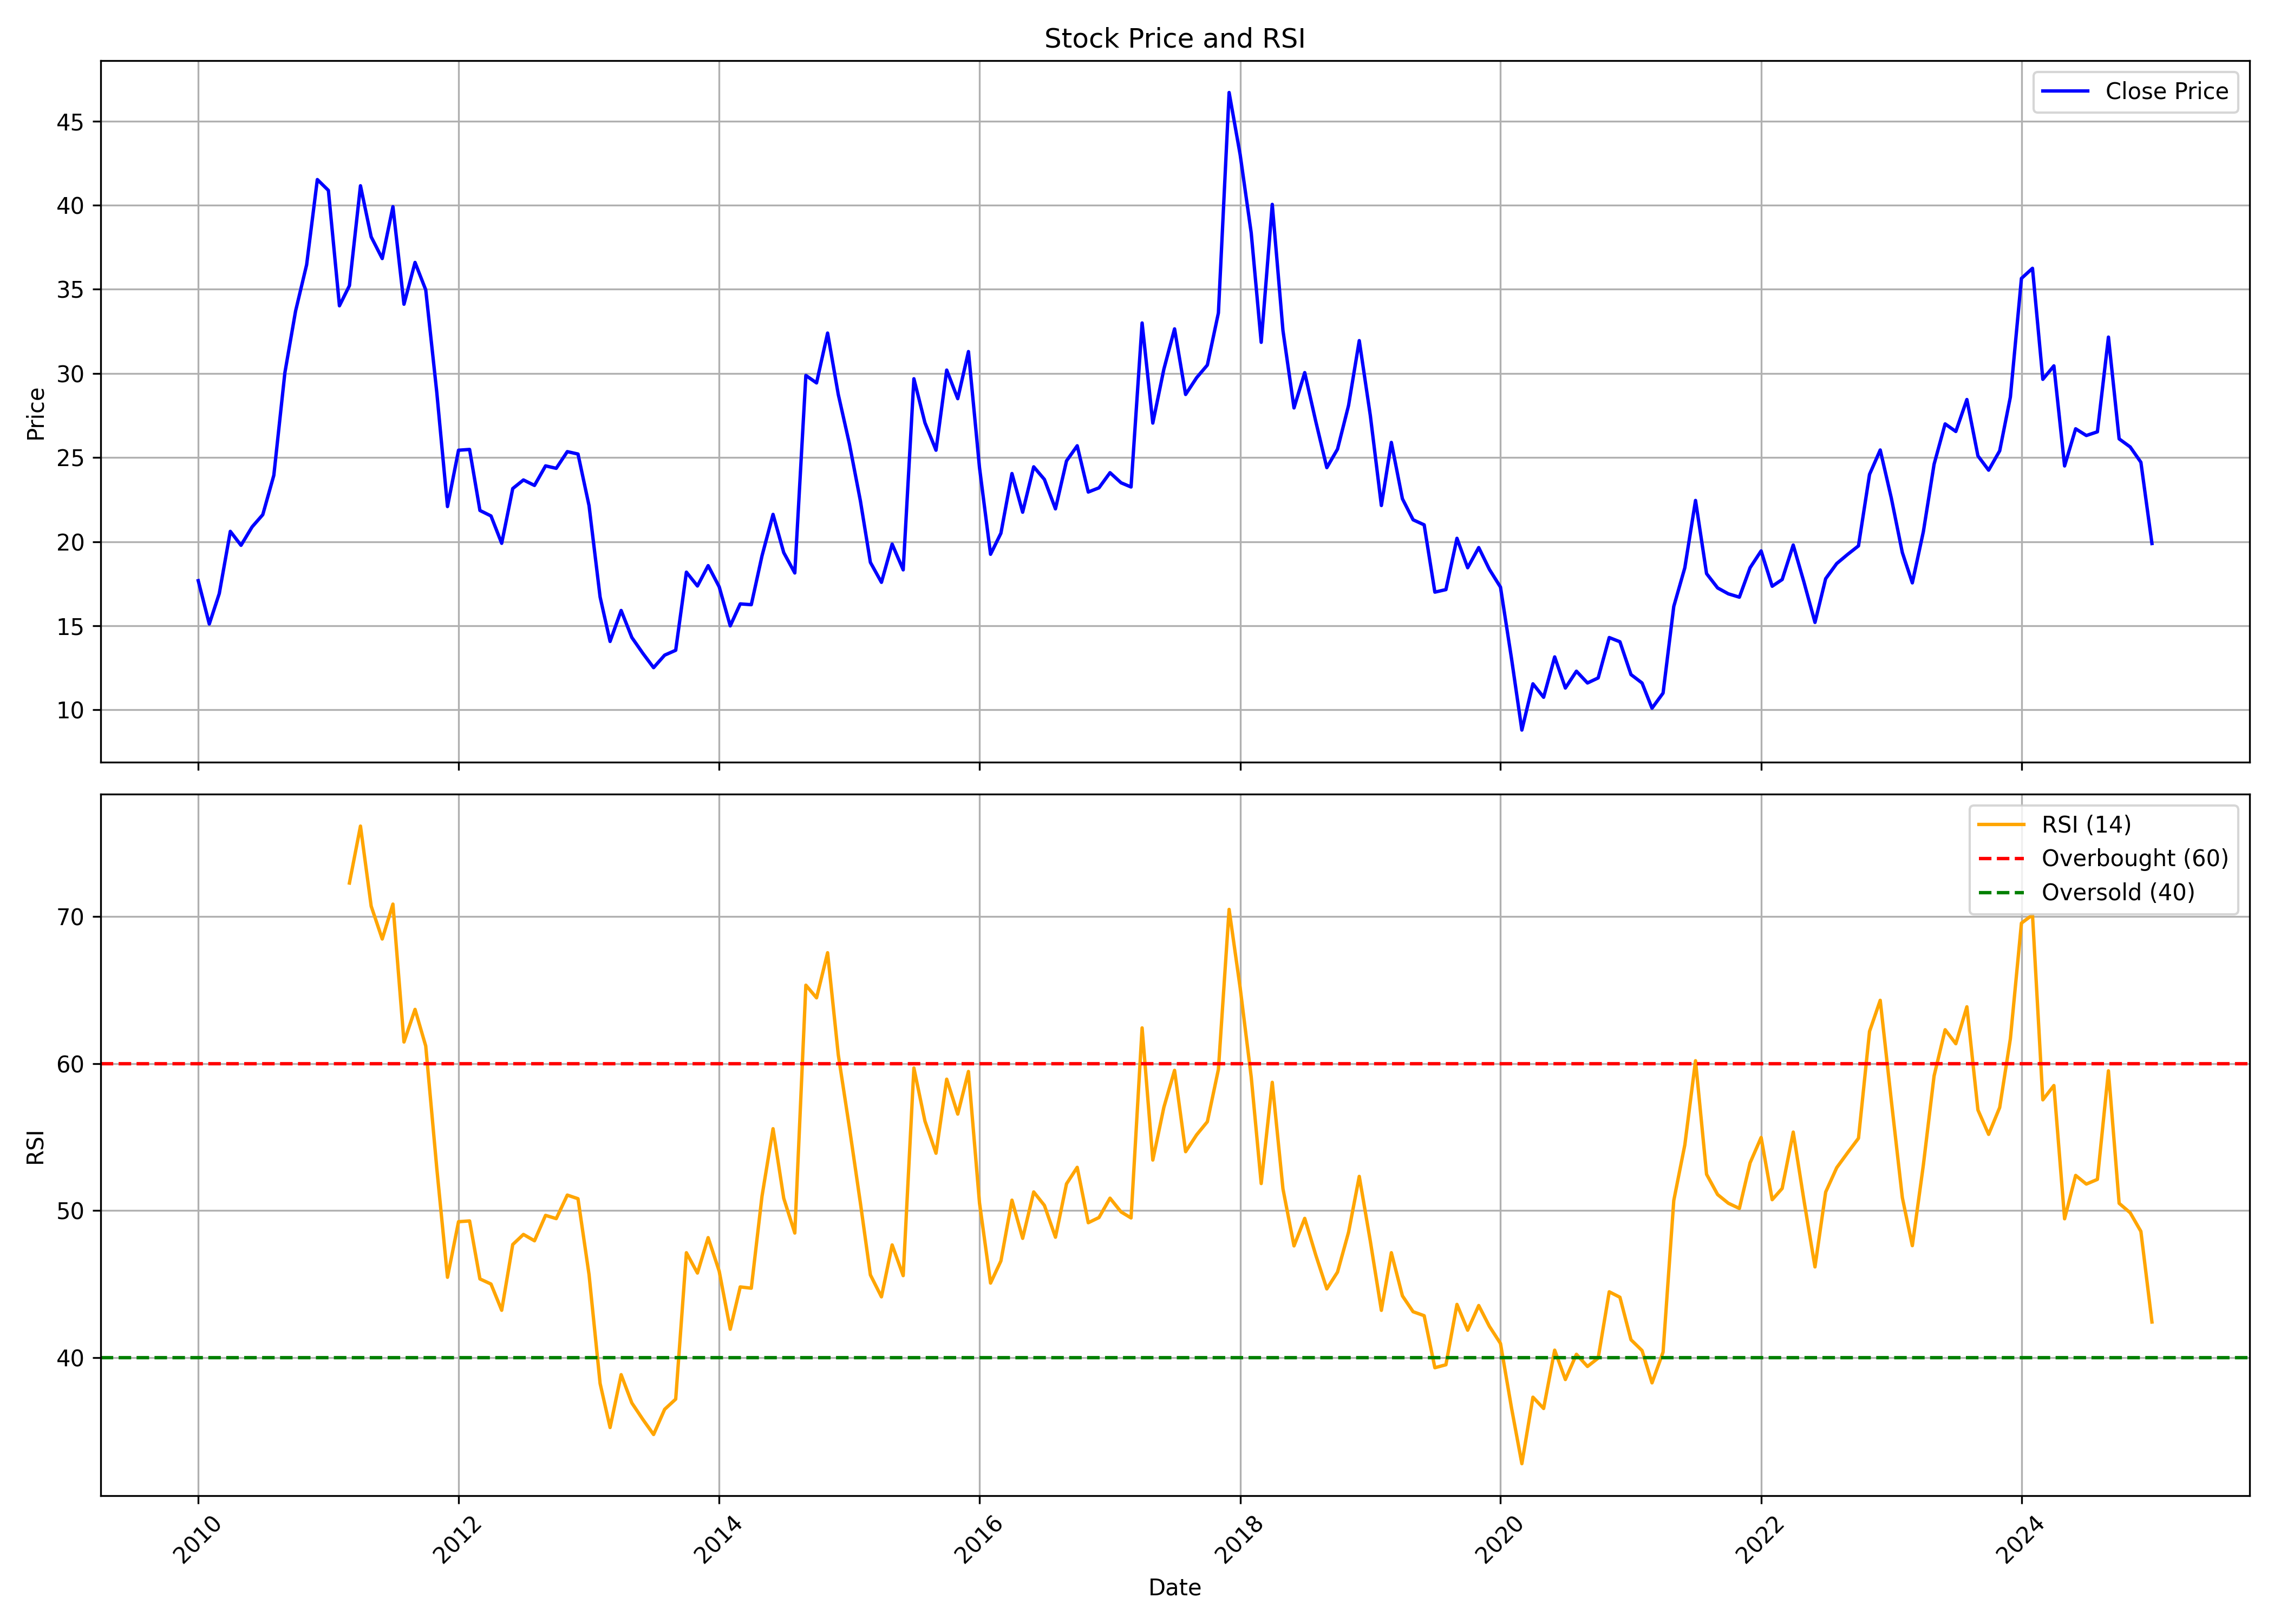 Stock Price and RSI
Close Price
45
40
35
30
25
20
15
10
Price
RSI (14)
Overbought (60)
Oversold (40)
70
60
50
40
RSI
2010
2012
2014
2016
2018
2020
2022
2024
Date